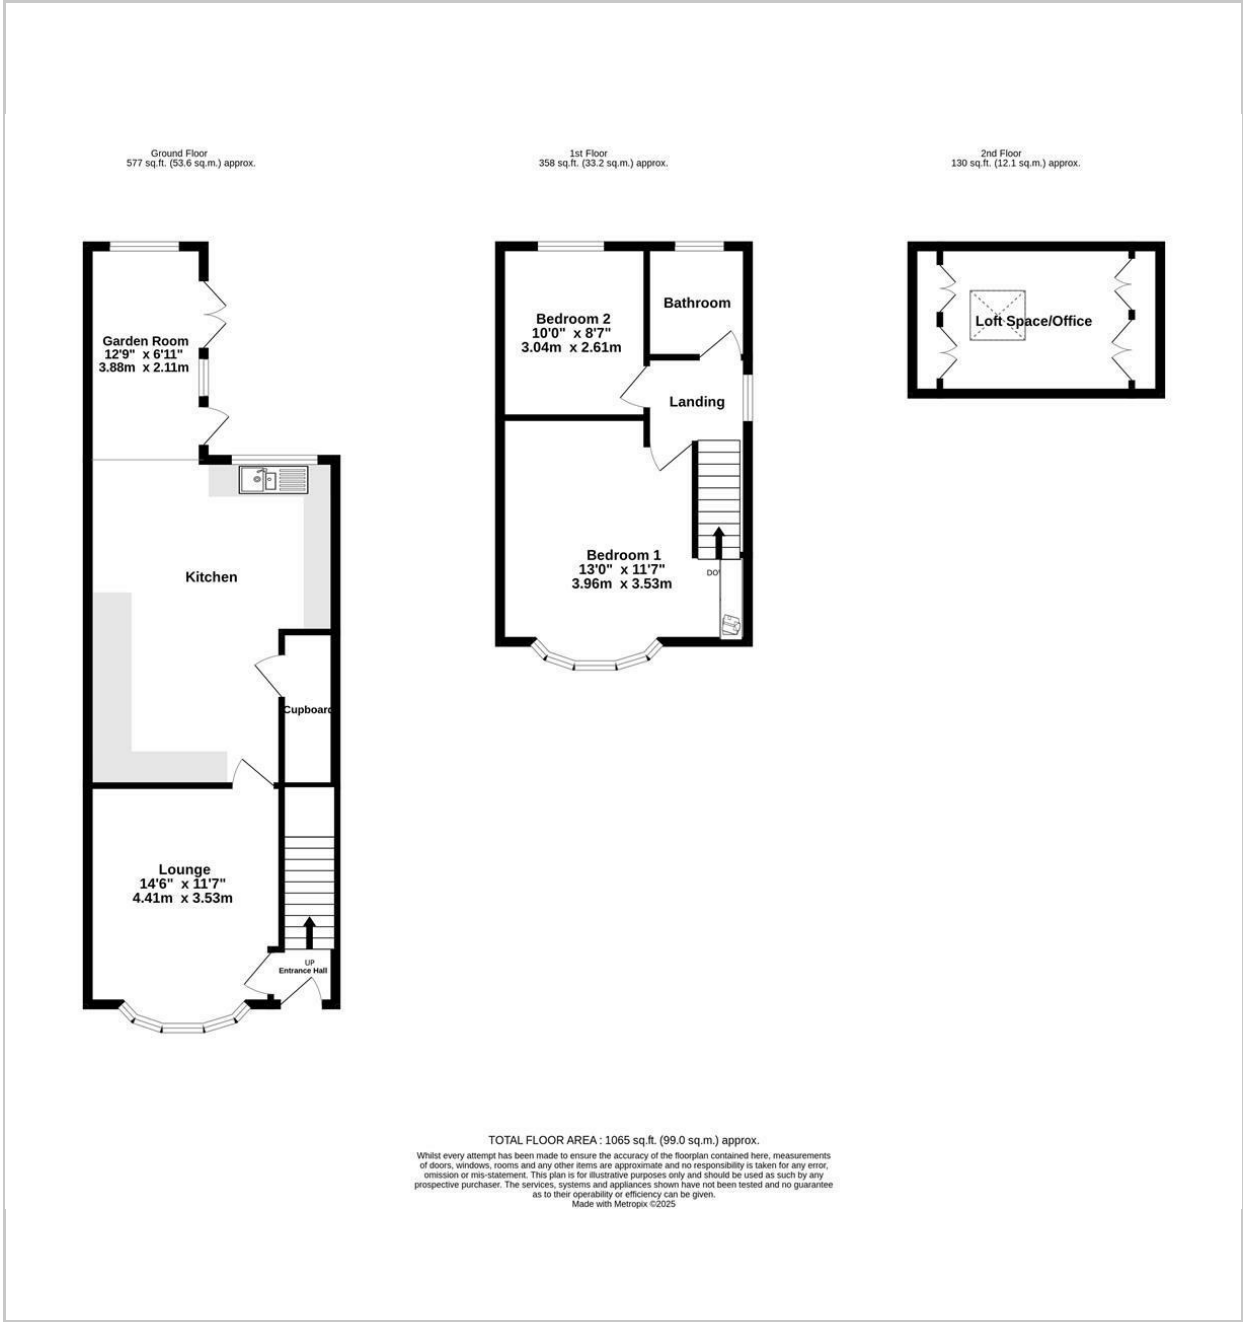 Ground Floor
577 sq.ft. (53.6 sq.m.) approx.
1st Floor
358 sq.ft. (33.2 sq.m.) approx.
2nd Floor
130 sq.ft. (12.1 sq.m.) approx.
Garden Room
12'9" x 6'11"
3.88m x 2.11m
Kitchen
Cupboard
Lounge
14'6" x 11'7"
4.41m x 3.53m
UP
Entrance Hall
Bedroom 2
10'0" x 8'7"
3.04m x 2.61m
Bathroom
Landing
Bedroom 1
13'0" x 11'7"
3.96m x 3.53m
Loft Space/Office
TOTAL FLOOR AREA : 1065 sq.ft. (99.0 sq.m.) approx.
Whilst every attempt has been made to ensure the accuracy of the floorplan contained here, measurements
of doors, windows, rooms and any other items are approximate and no responsibility is taken for any error,
omission or mis-statement. This plan is for illustrative purposes only and should be used as such by any
prospective purchaser. The services, systems and appliances shown have not been tested and no guarantee
as to their operability or efficiency can be given.
Made with Metropix ©2025